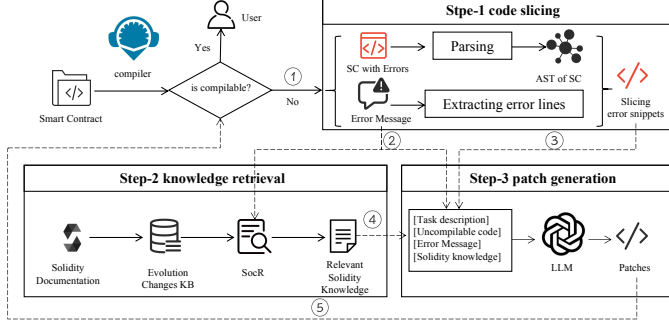 User
Stpe-1 code slicing
Yes
compiler
Parsing
SC with Errors
AST of SC
is compilable?
①
No
Smart Contract
Error Message
Extracting error lines
Slicing
error snippets
②
③
Step-2 knowledge retrieval
Step-3 patch generation
④
[Task description]
[Uncompilable code]
[Error Message]
[Solidity knowledge]
Solidity
Documentation
Evolution
Changes KB
SocR
Relevant
Solidity
Knowledge
LLM
Patches
⑤